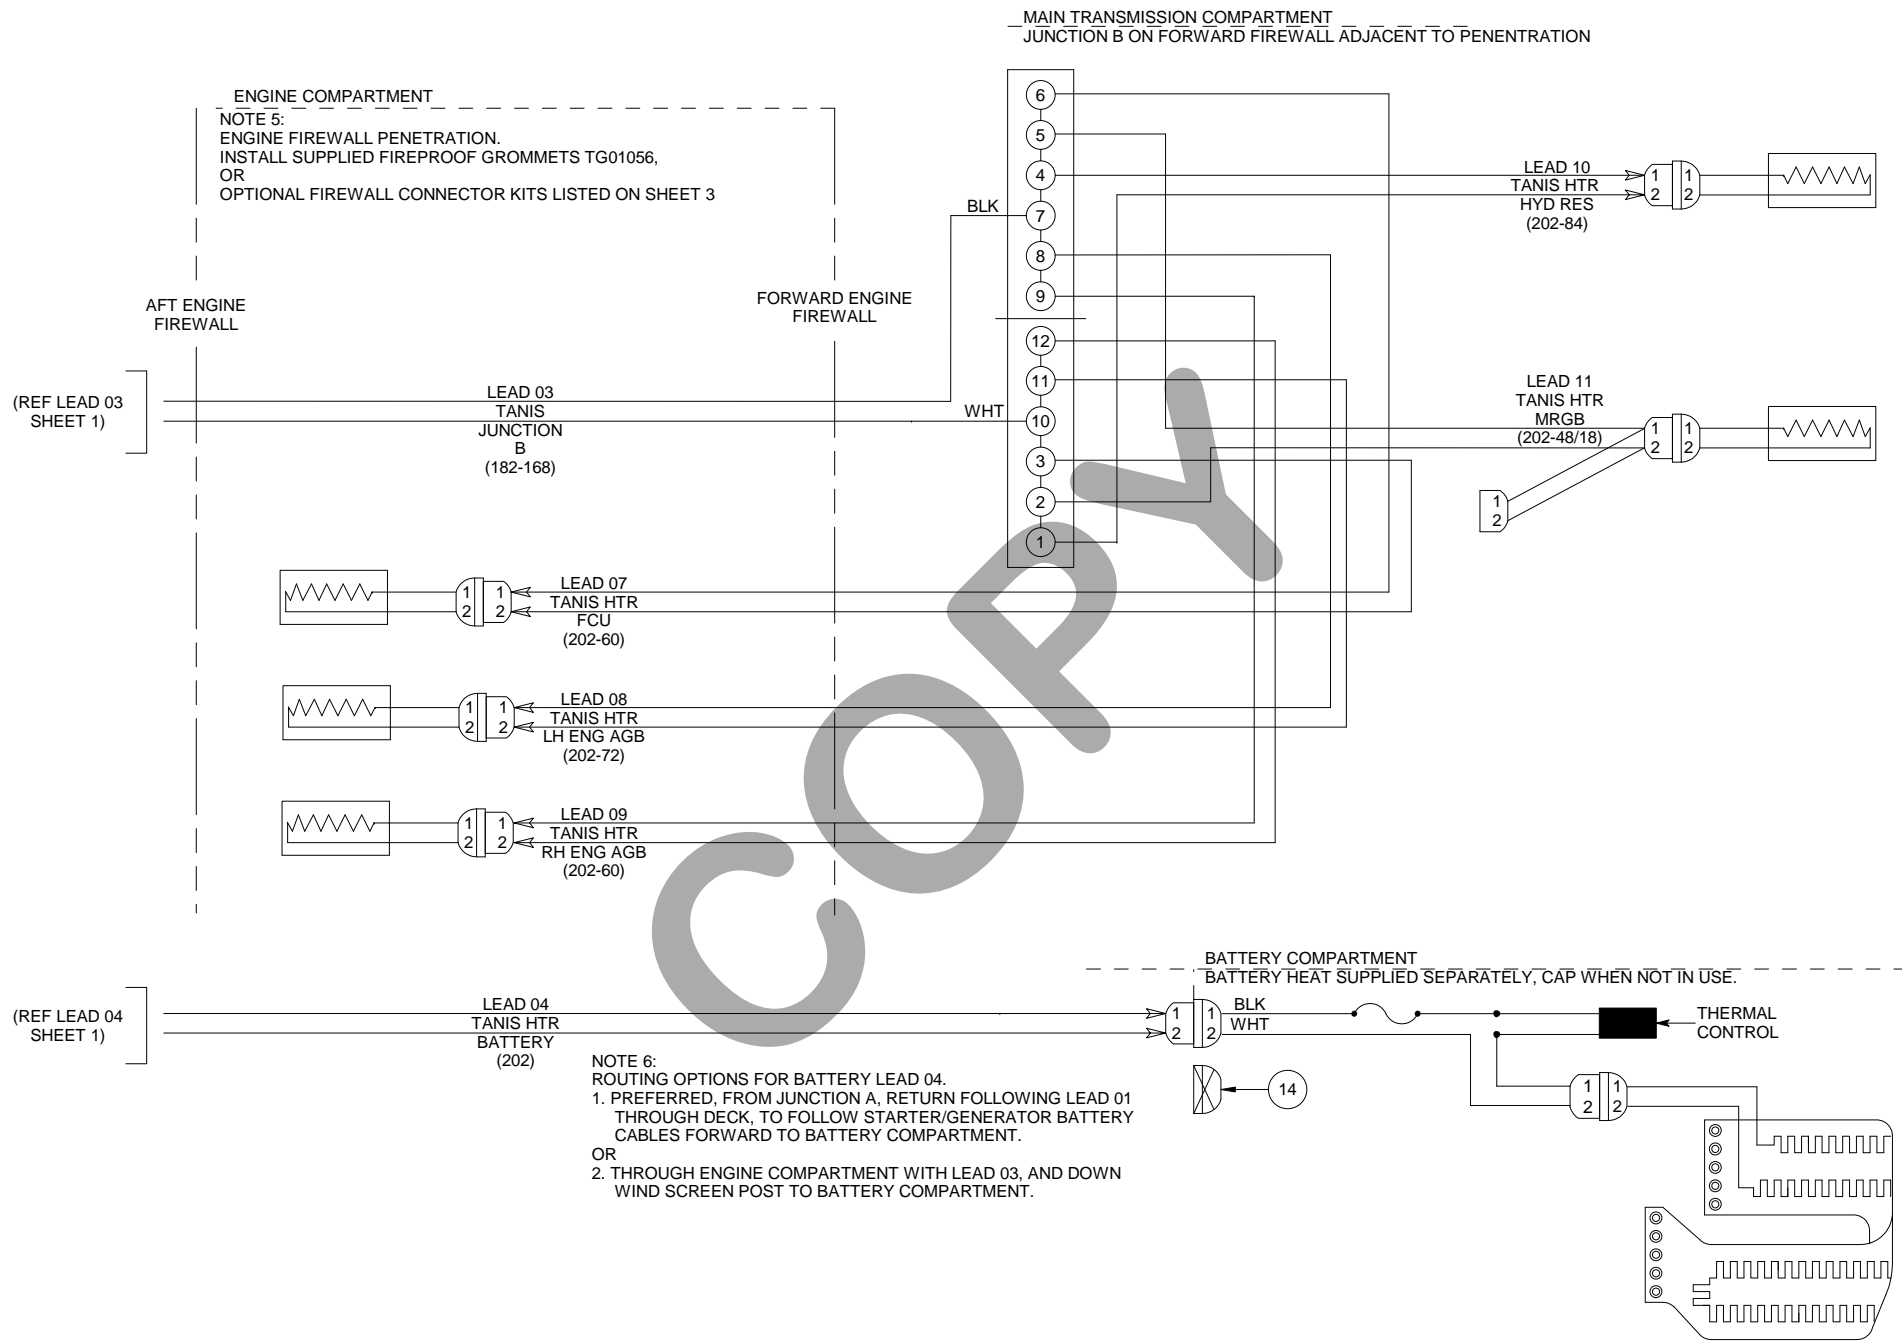 MAIN TRANSMISSION COMPARTMENT
JUNCTION B ON FORWARD FIREWALL ADJACENT TO PENENTRATION
ENGINE COMPARTMENT
NOTE 5:
ENGINE FIREWALL PENETRATION.
INSTALL SUPPLIED FIREPROOF GROMMETS TG01056,
OR
OPTIONAL FIREWALL CONNECTOR KITS LISTED ON SHEET 3
AFT ENGINE
FIREWALL
FORWARD ENGINE
FIREWALL
BLK
WHT
6
5
4
7
8
9
12
11
10
3
2
1
LEAD 10
TANIS HTR
HYD RES
(202-84)
1 1
2 2
(REF LEAD 03
SHEET 1)
LEAD 03
TANIS
JUNCTION
B
(182-168)
LEAD 11
TANIS HTR
MRGB
(202-48/18)
1 1
2 2
1
2
1 1
2 2
LEAD 07
TANIS HTR
FCU
(202-60)
1 1
2 2
LEAD 08
TANIS HTR
LH ENG AGB
(202-72)
1 1
2 2
LEAD 09
TANIS HTR
RH ENG AGB
(202-60)
COPY
BATTERY COMPARTMENT
BATTERY HEAT SUPPLIED SEPARATELY, CAP WHEN NOT IN USE.
(REF LEAD 04
SHEET 1)
LEAD 04
TANIS HTR
BATTERY
(202)
1 1
2 2
BLK
WHT
THERMAL
CONTROL
14
1 1
2 2
NOTE 6:
ROUTING OPTIONS FOR BATTERY LEAD 04.
1. PREFERRED, FROM JUNCTION A, RETURN FOLLOWING LEAD 01
THROUGH DECK, TO FOLLOW STARTER/GENERATOR BATTERY
CABLES FORWARD TO BATTERY COMPARTMENT.
OR
2. THROUGH ENGINE COMPARTMENT WITH LEAD 03, AND DOWN
WIND SCREEN POST TO BATTERY COMPARTMENT.